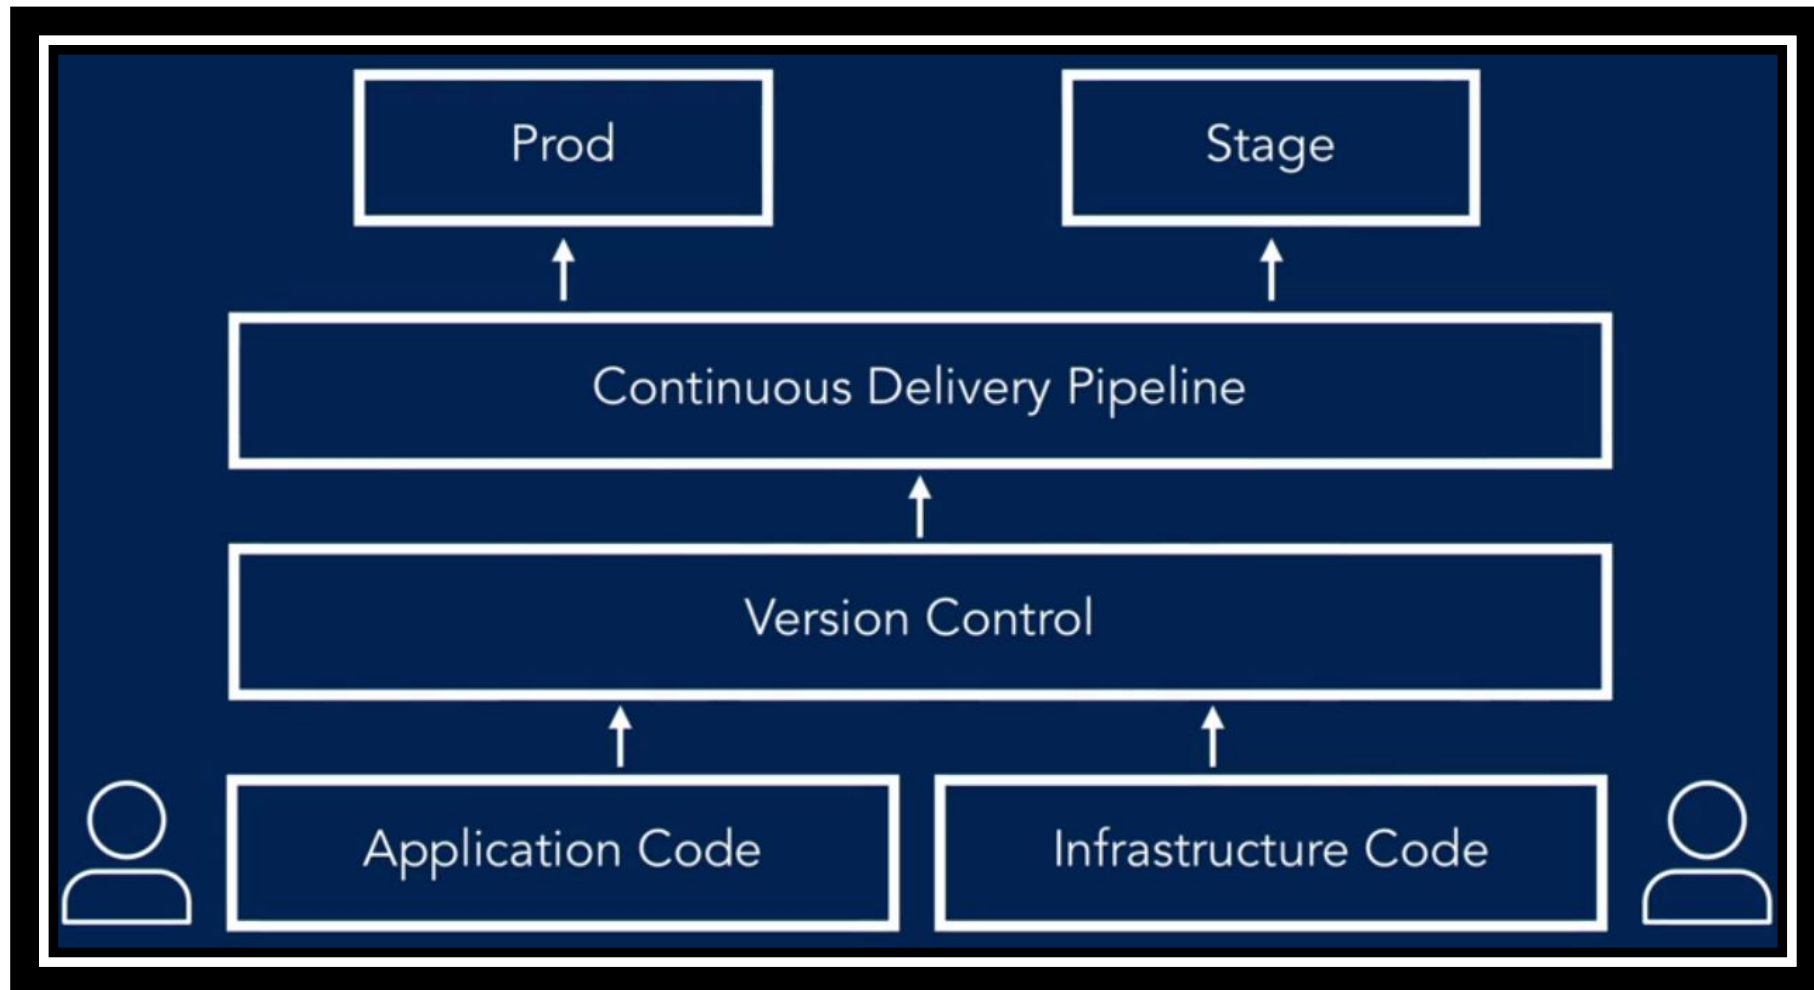 Prod
Stage
Continuous Delivery Pipeline
Version Control
Application Code
Infrastructure Code